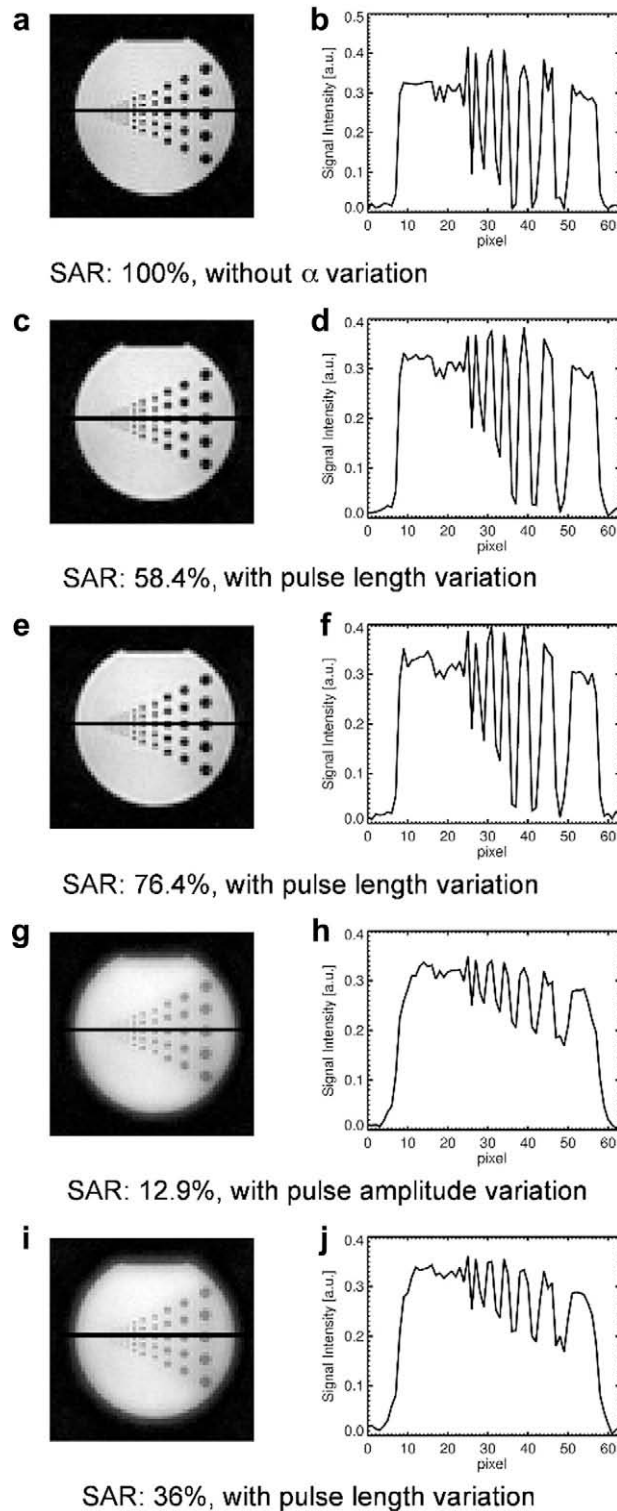 a
b
0.5
0.4
0.3
0.2
0.1
0.0
Signal Intensity [a.u.]
0 10 20 30 40 50 60
pixel
SAR: 100%, without α variation
c
d
0.4
0.3
0.2
0.1
0.0
Signal Intensity [a.u.]
0 10 20 30 40 50 60
pixel
SAR: 58.4%, with pulse length variation
e
f
0.4
0.3
0.2
0.1
0.0
Signal Intensity [a.u.]
0 10 20 30 40 50 60
pixel
SAR: 76.4%, with pulse length variation
g
h
0.4
0.3
0.2
0.1
0.0
Signal Intensity [a.u.]
0 10 20 30 40 50 60
pixel
SAR: 12.9%, with pulse amplitude variation
i
j
0.4
0.3
0.2
0.1
0.0
Signal Intensity [a.u.]
0 10 20 30 40 50 60
pixel
SAR: 36%, with pulse length variation